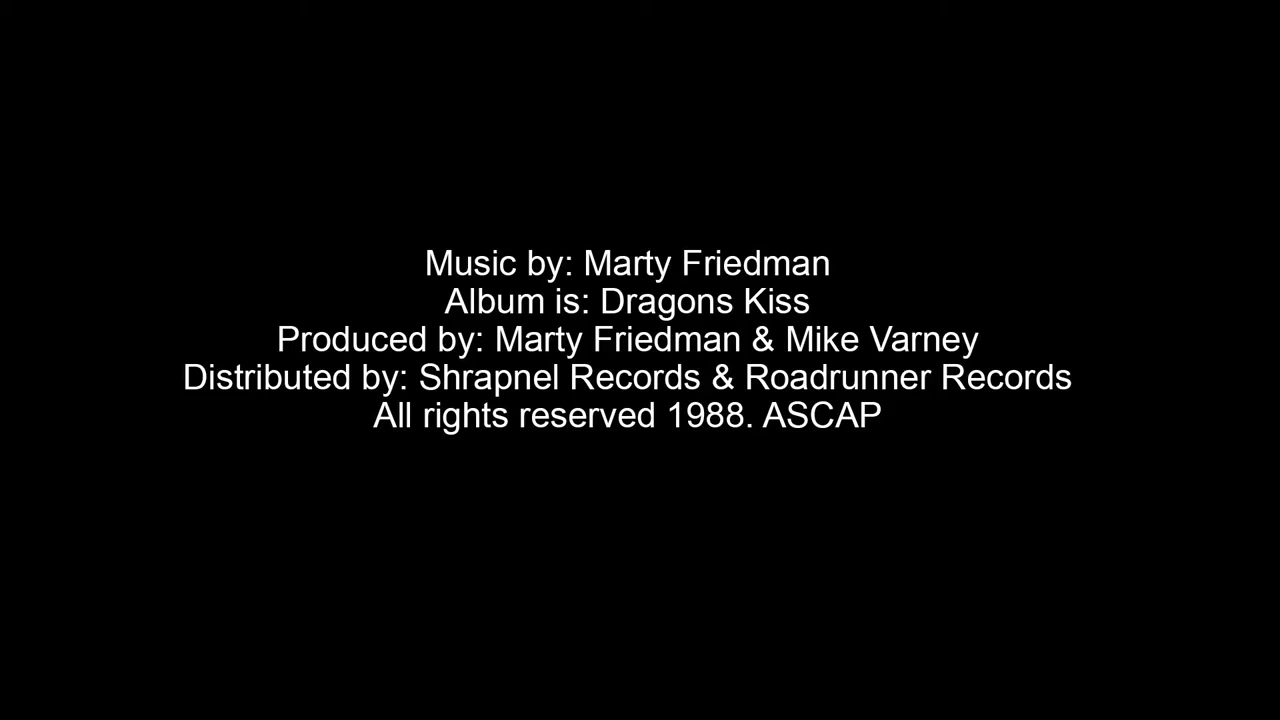 Music by: Marty Friedman
Album is: Dragons Kiss
Produced by: Marty Friedman & Mike Varney
Distributed by: Shrapnel Records & Roadrunner Records
All rights reserved 1988. ASCAP